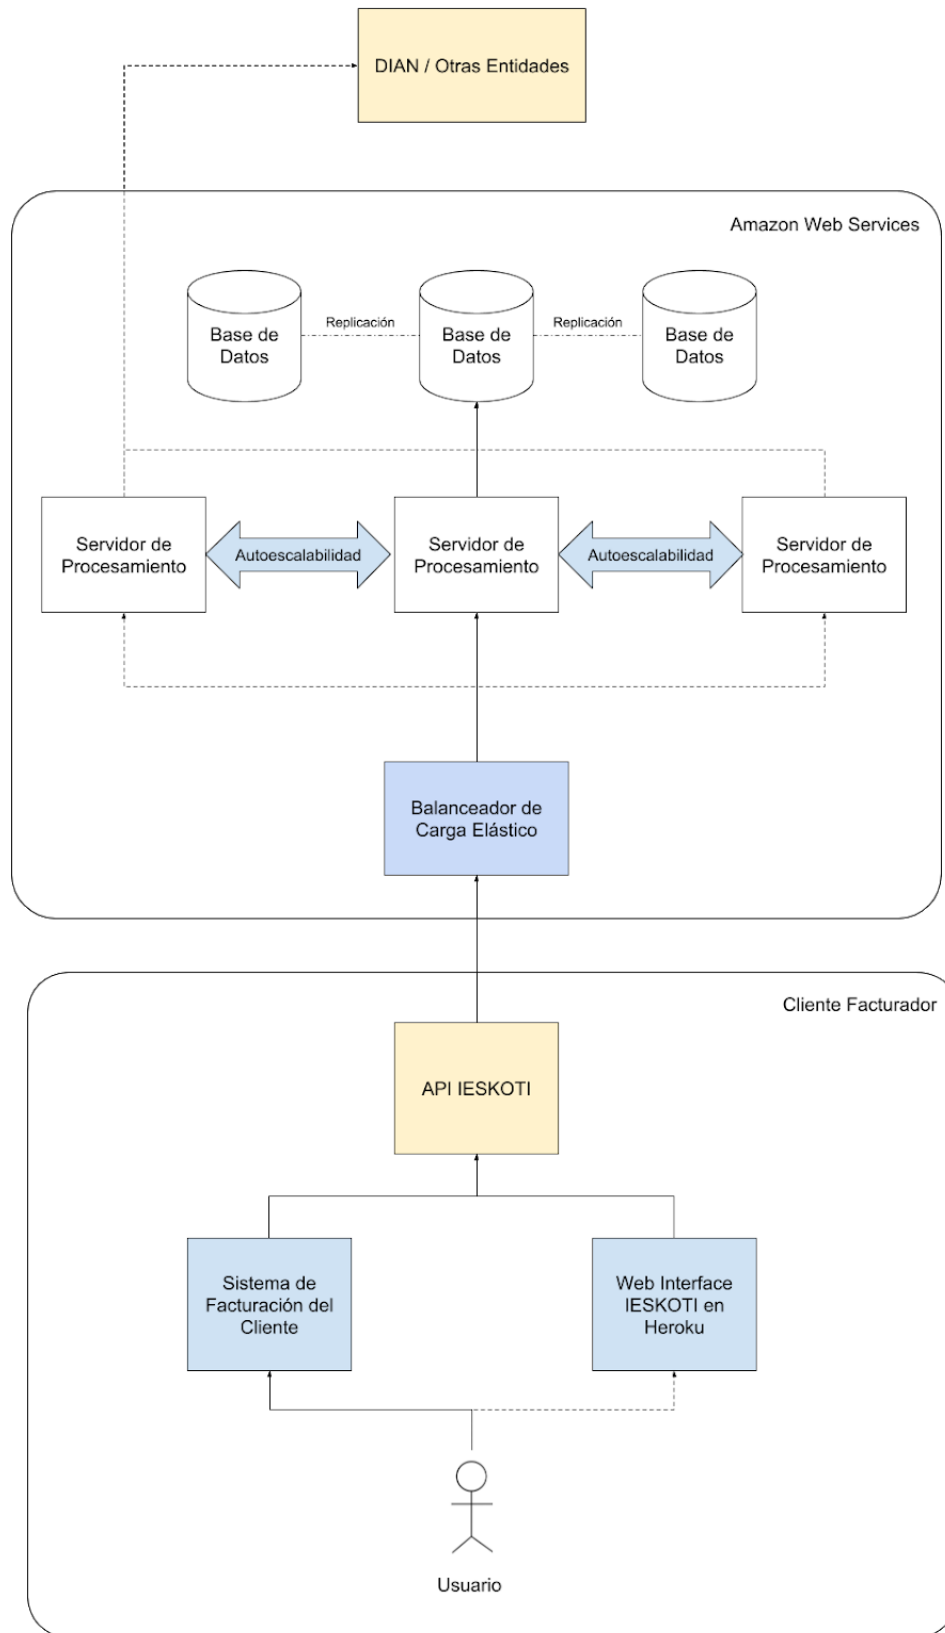 DIAN / Otras Entidades
Amazon Web Services
Base de
Datos
Replicación
Base de
Datos
Replicación
Base de
Datos
Servidor de
Procesamiento
Autoescalabilidad
Servidor de
Procesamiento
Autoescalabilidad
Servidor de
Procesamiento
Balanceador de
Carga Elástico
Cliente Facturador
API IESKOTI
Sistema de
Facturación del
Cliente
Web Interface
IESKOTI en
Heroku
Usuario